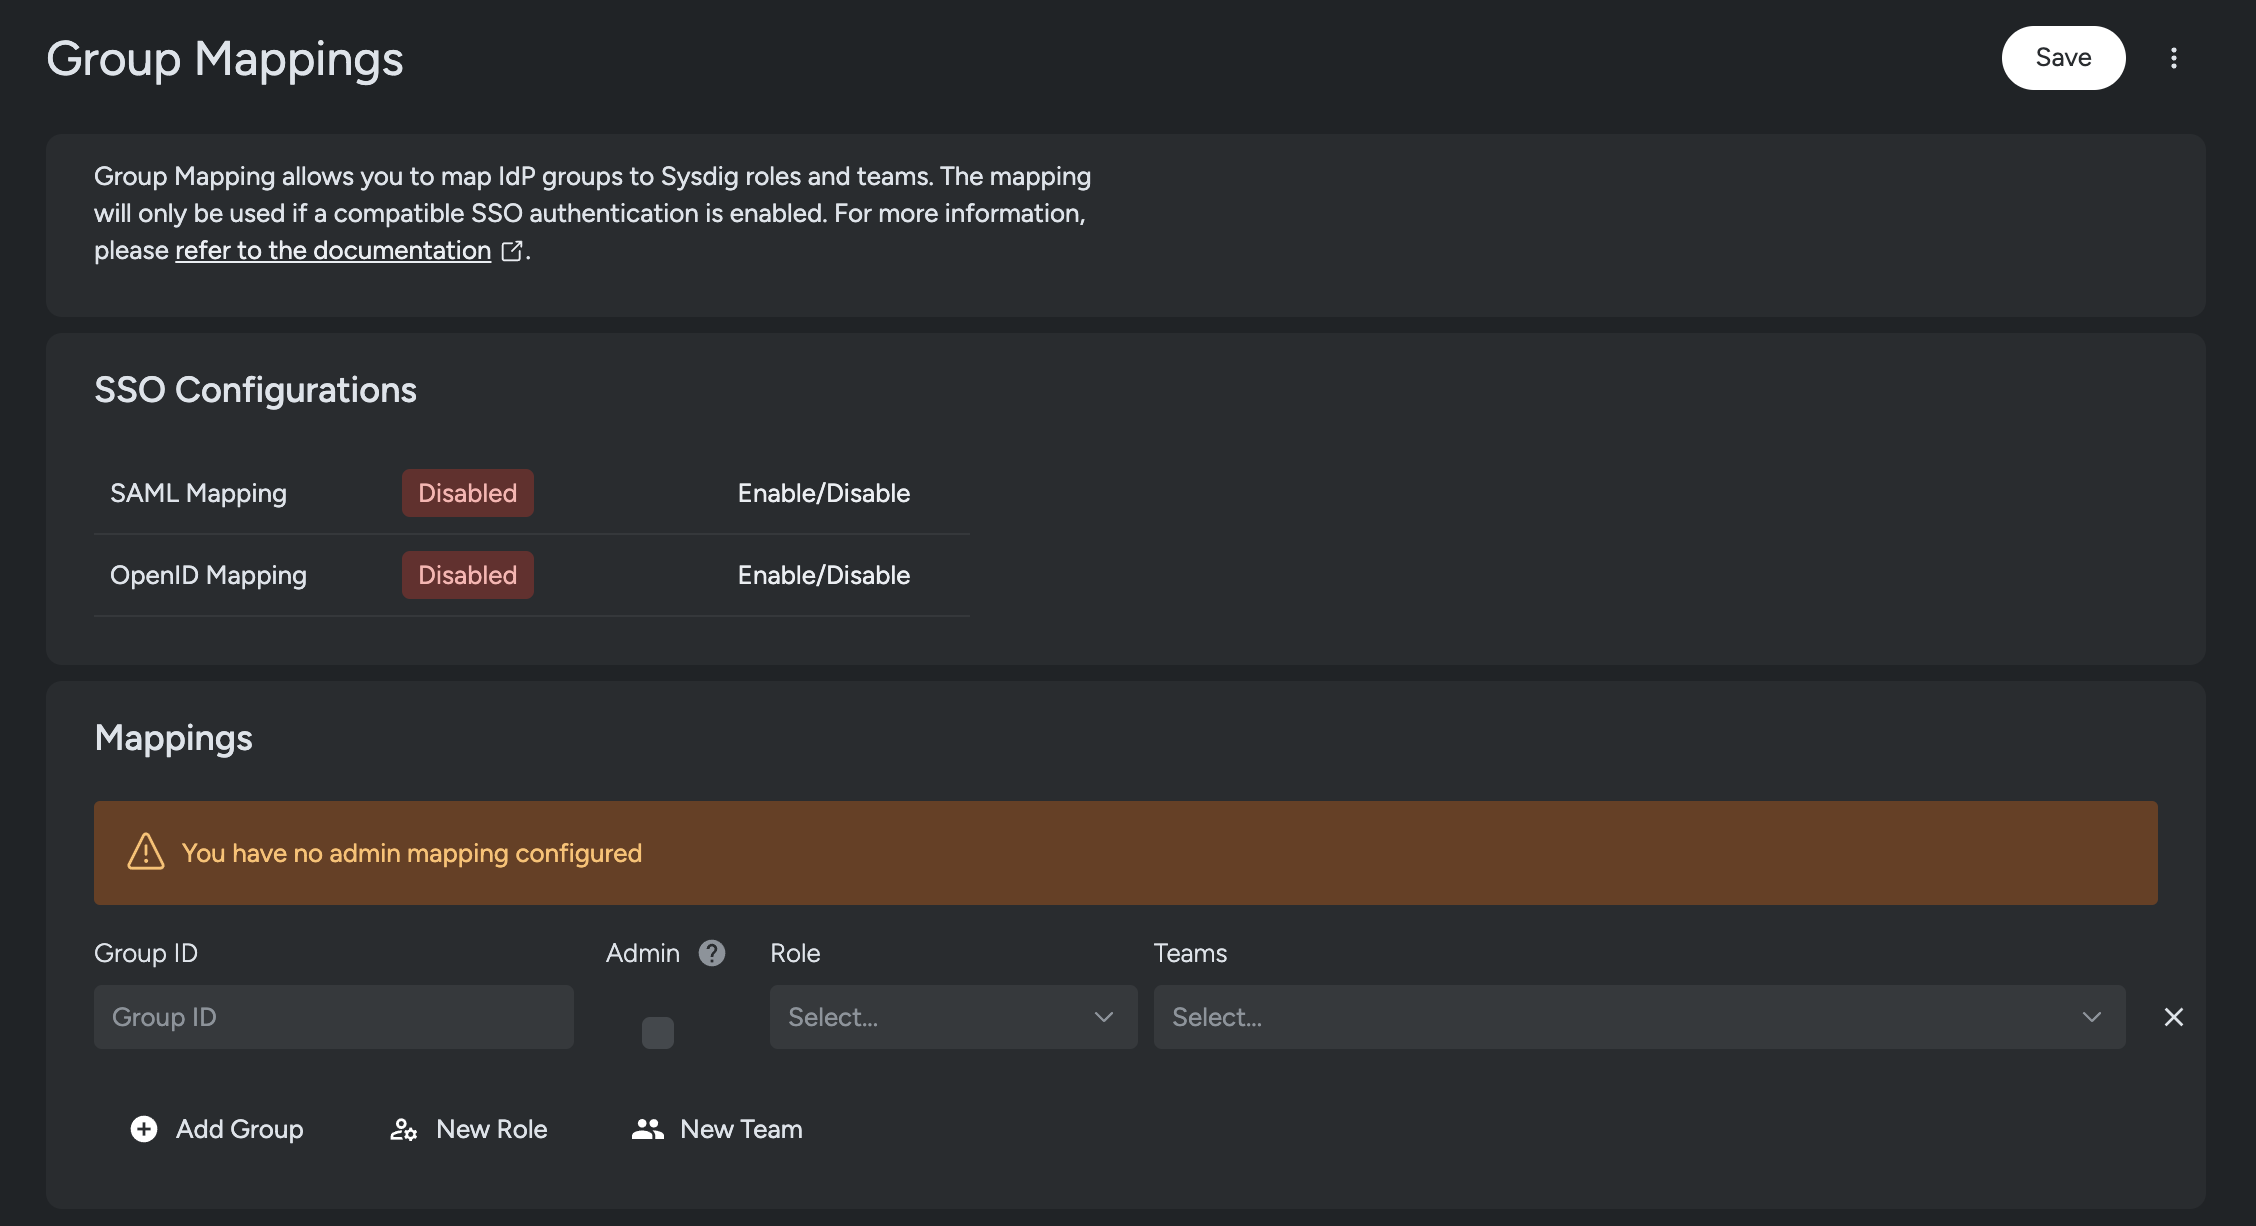 Group Mappings
Save
Group Mapping allows you to map IdP groups to Sysdig roles and teams. The mapping
will only be used if a compatible SSO authentication is enabled. For more information,
please refer to the documentation.
SSO Configurations
SAML Mapping Disabled Enable/Disable
OpenID Mapping Disabled Enable/Disable
Mappings
You have no admin mapping configured
Group ID Admin ? Role Teams
Group ID Select... Select...
Add Group New Role New Team